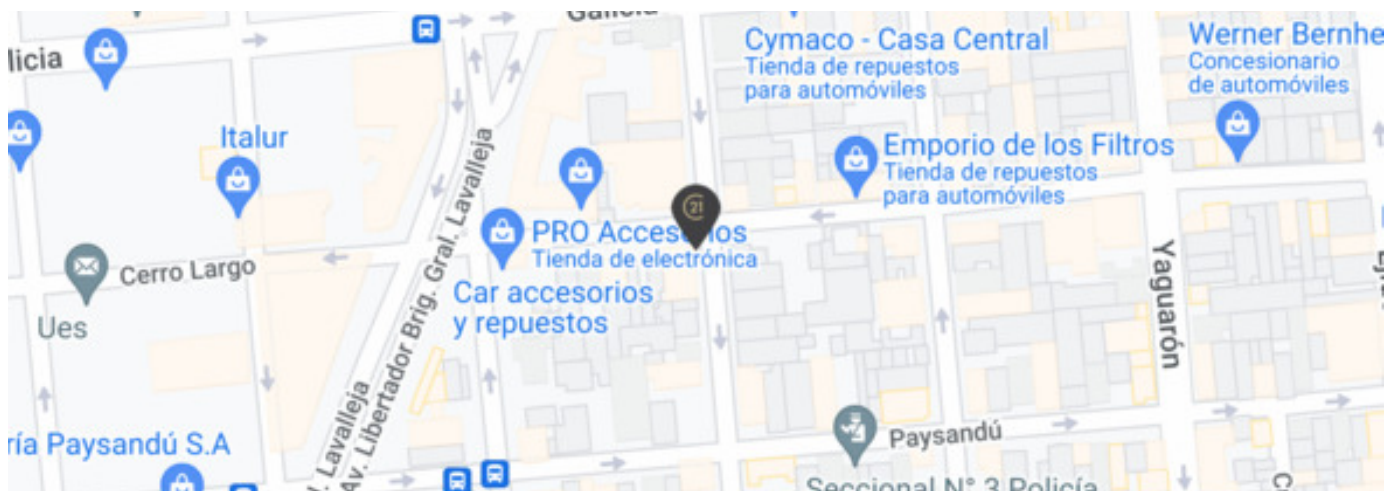 Galicia
licia
Cymaco - Casa Central
Tienda de repuestos
para automóviles
Werner Bernhe
Concesionario
de automóviles
Italur
Emporio de los Filtros
Tienda de repuestos
para automóviles
PRO Accesorios
Tienda de electrónica
21
Cerro Largo
Car accesorios
y repuestos
Ues
Av. Libertador Brig. Gral. Lavalleja
Lavalleja
Yaguarón
Paysandú
ría Paysandú S.A
Seccional N° 3 Policía